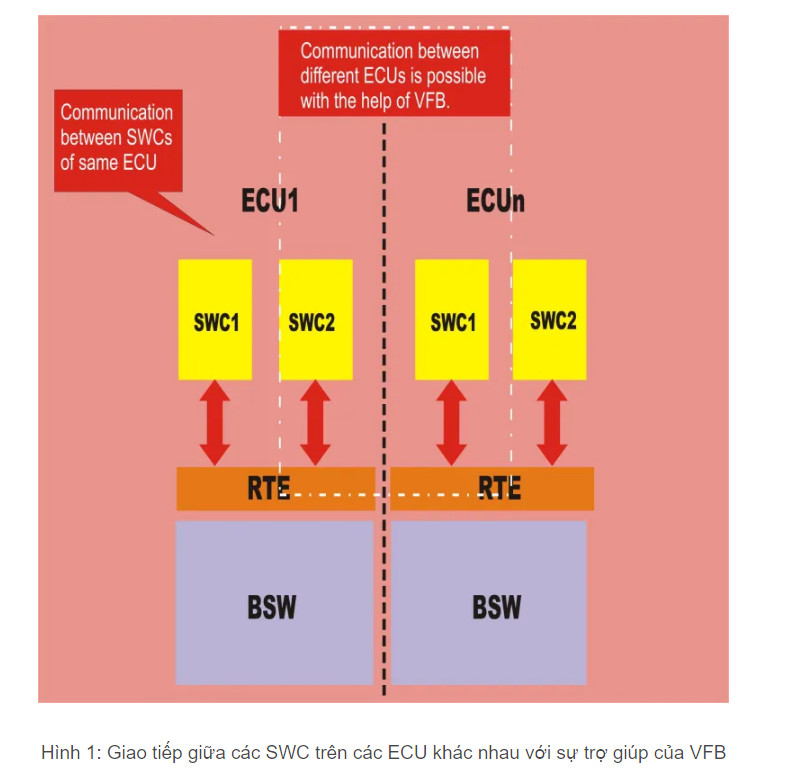 Communication between
different ECUs is possible
with the help of VFB.
Communication
between SWCs
of same ECU
ECU1
ECUn
SWC1
SWC2
SWC1
SWC2
RTE
RTE
BSW
BSW
Hình 1: Giao tiếp giữa các SWC trên các ECU khác nhau với sự trợ giúp của VFB